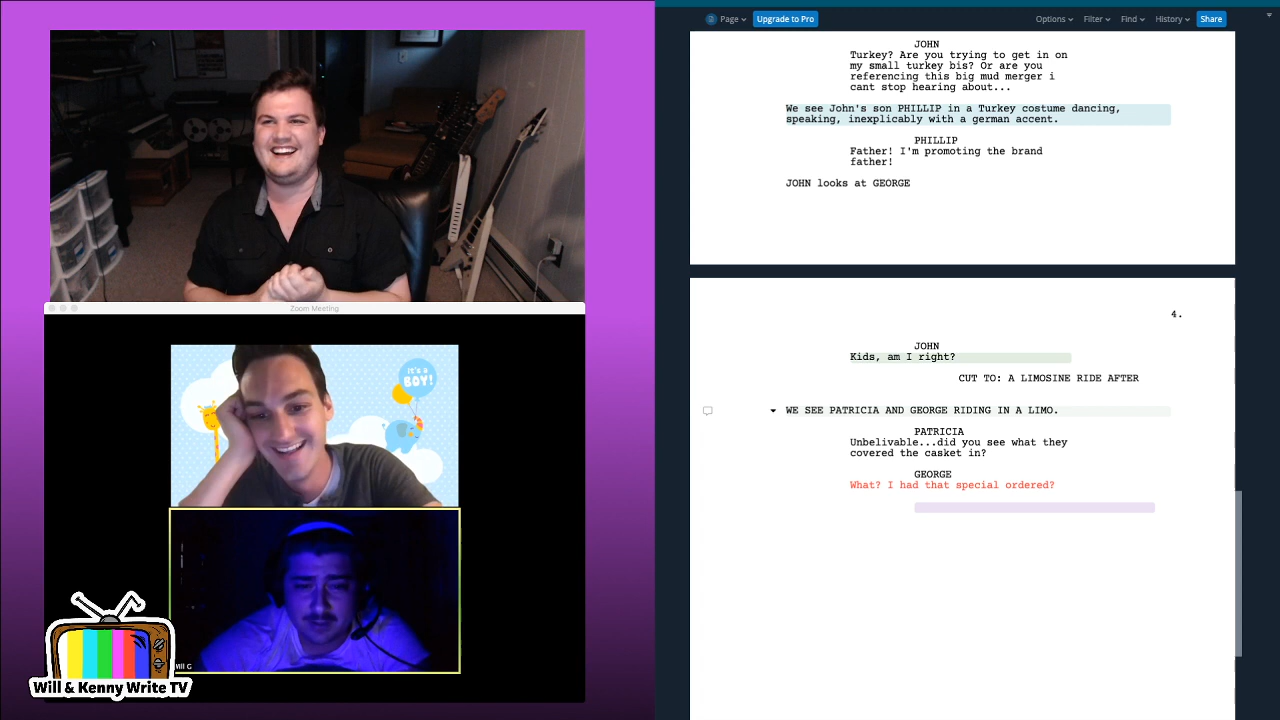 Page
Upgrade to Pro
Options
Filter
Find
History
Share
JOHN
Turkey? Are you trying to get in on
my small turkey bis? Or are you
referencing this big mud merger i
cant stop hearing about...
We see John's son PHILLIP in a Turkey costume dancing,
speaking, inexplicably with a german accent.
PHILLIP
Father! I'm promoting the brand
father!
JOHN looks at GEORGE
4.
JOHN
Kids, am I right?
CUT TO: A LIMOSINE RIDE AFTER
WE SEE PATRICIA AND GEORGE RIDING IN A LIMO.
PATRICIA
Unbelivable...did you see what they
covered the casket in?
GEORGE
What? I had that special ordered?
Zoom Meeting
it's a
BOY!
Will G
Will & Kenny Write TV